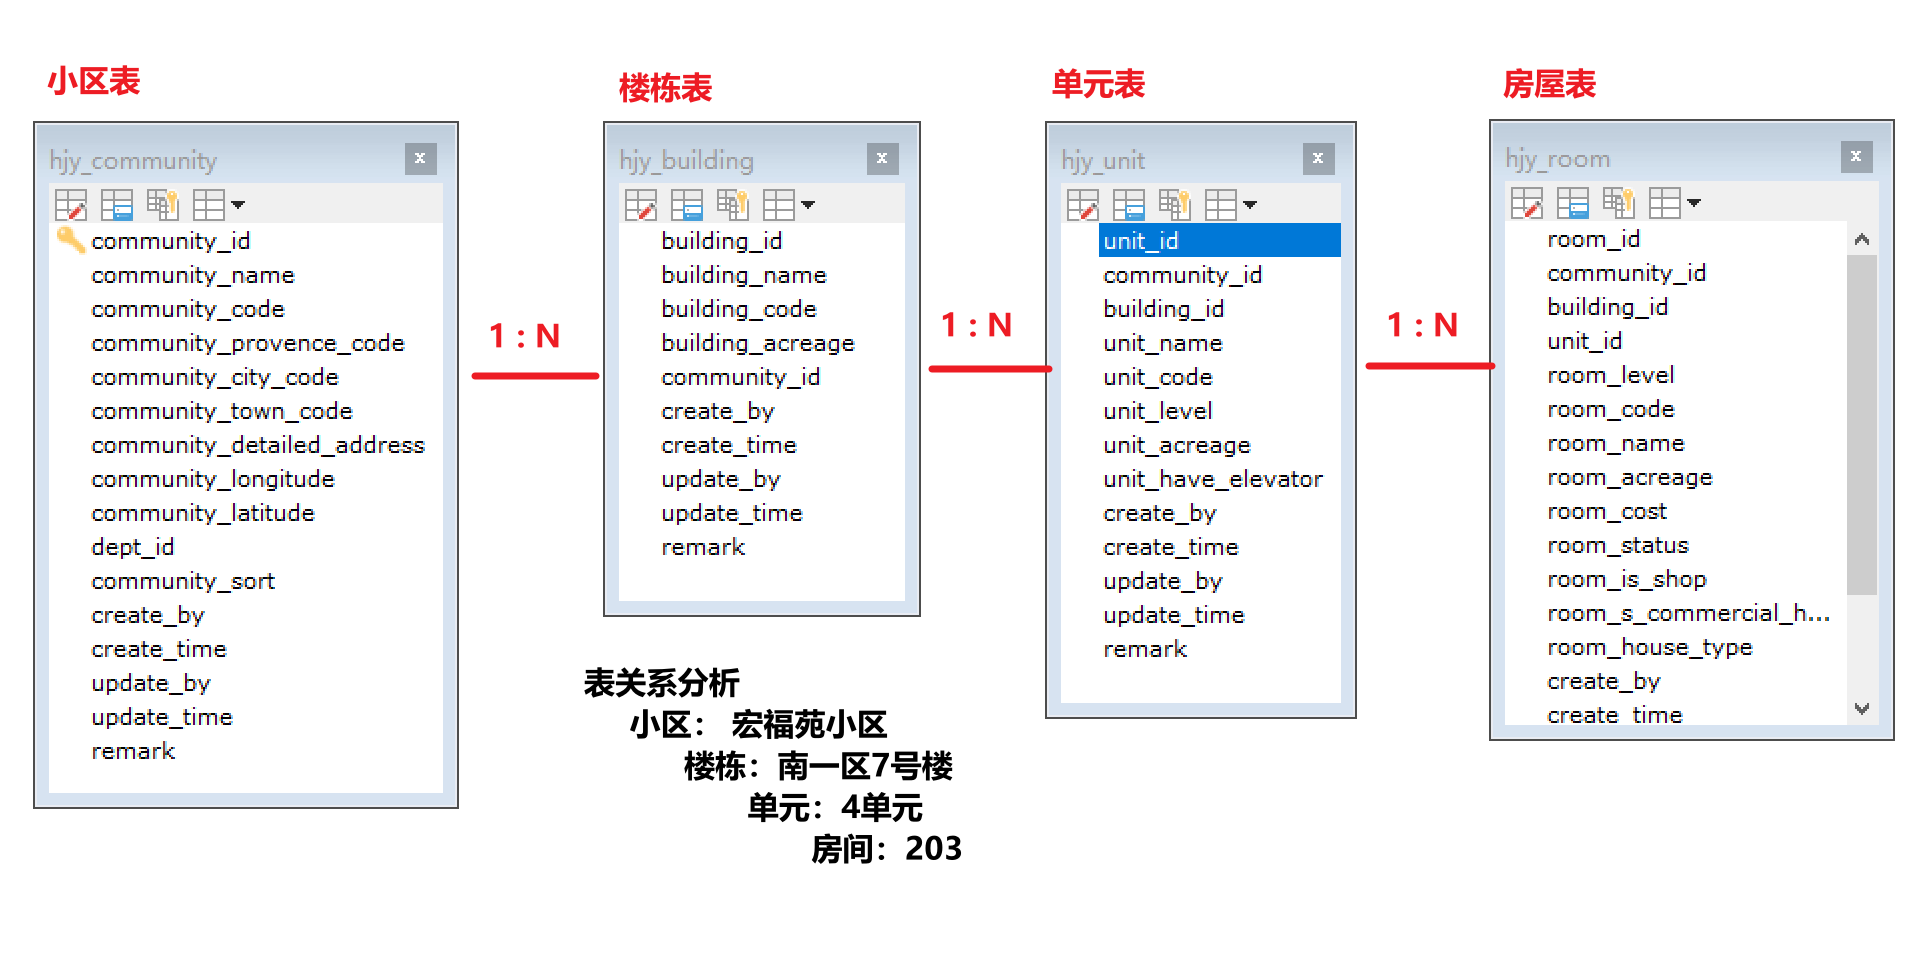 小区表
hjy_community
community_id
community_name
community_code
community_provence_code
community_city_code
community_town_code
community_detailed_address
community_longitude
community_latitude
dept_id
community_sort
create_by
create_time
update_by
update_time
remark
1 : N
楼栋表
hjy_building
building_id
building_name
building_code
building_acreage
community_id
create_by
create_time
update_by
update_time
remark
1 : N
单元表
hjy_unit
unit_id
community_id
building_id
unit_name
unit_code
unit_level
unit_acreage
unit_have_elevator
create_by
create_time
update_by
update_time
remark
1 : N
房屋表
hjy_room
room_id
community_id
building_id
unit_id
room_level
room_code
room_name
room_acreage
room_cost
room_status
room_is_shop
room_s_commercial_h...
room_house_type
create_by
create_time
表关系分析
小区： 宏福苑小区
楼栋：南一区7号楼
单元：4单元
房间：203